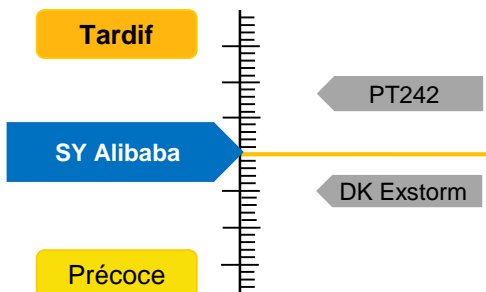 Tardif
PT242
SY Alibaba
DK Exstorm
Précoce